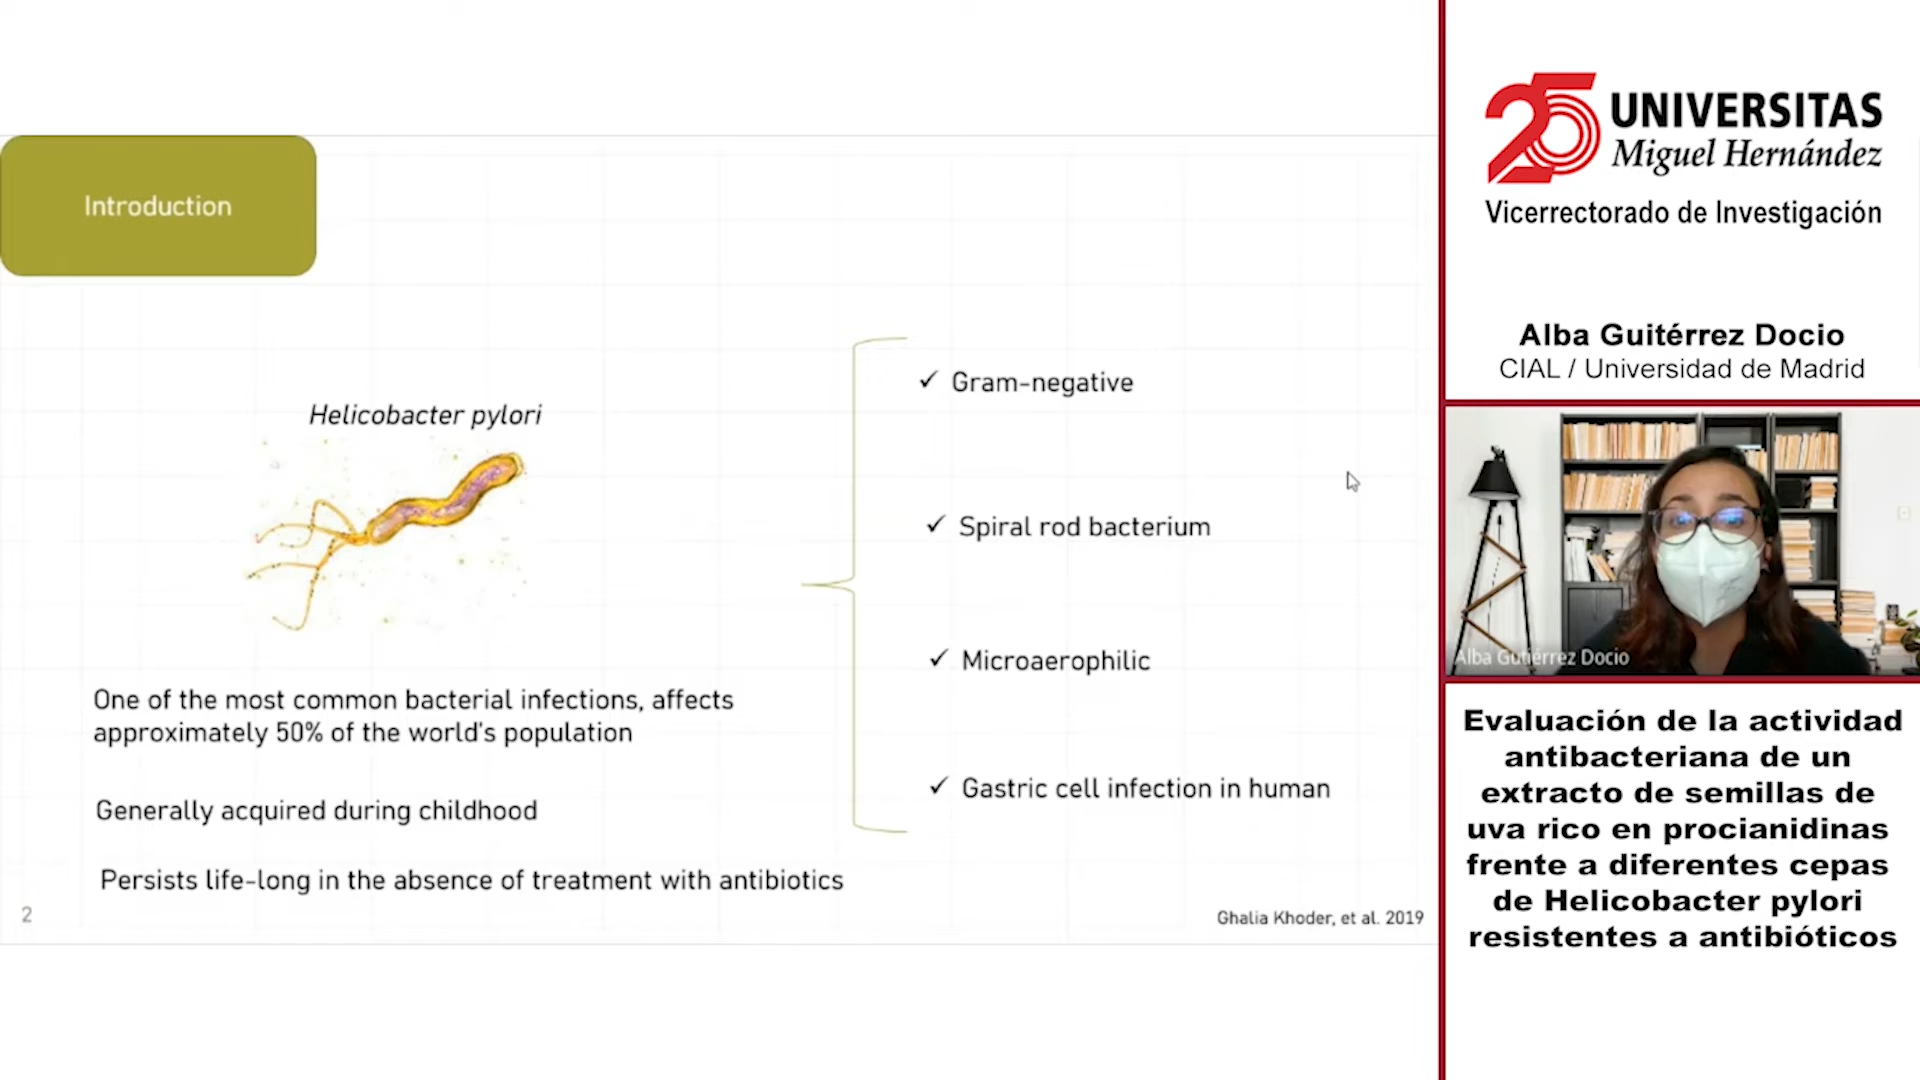 Introduction
Helicobacter pylori
One of the most common bacterial infections, affects
approximately 50% of the world's population
Generally acquired during childhood
Persists life-long in the absence of treatment with antibiotics
2
✓ Gram-negative
✓ Spiral rod bacterium
✓ Microaerophilic
✓ Gastric cell infection in human
Ghalia Khoder, et al. 2019
25 UNIVERSITAS
Miguel Hernández
Vicerrectorado de Investigación
Alba Guitérrez Docio
CIAL / Universidad de Madrid
Alba Gutiérrez Docio
Evaluación de la actividad
antibacteriana de un
extracto de semillas de
uva rico en procianidinas
frente a diferentes cepas
de Helicobacter pylori
resistentes a antibióticos